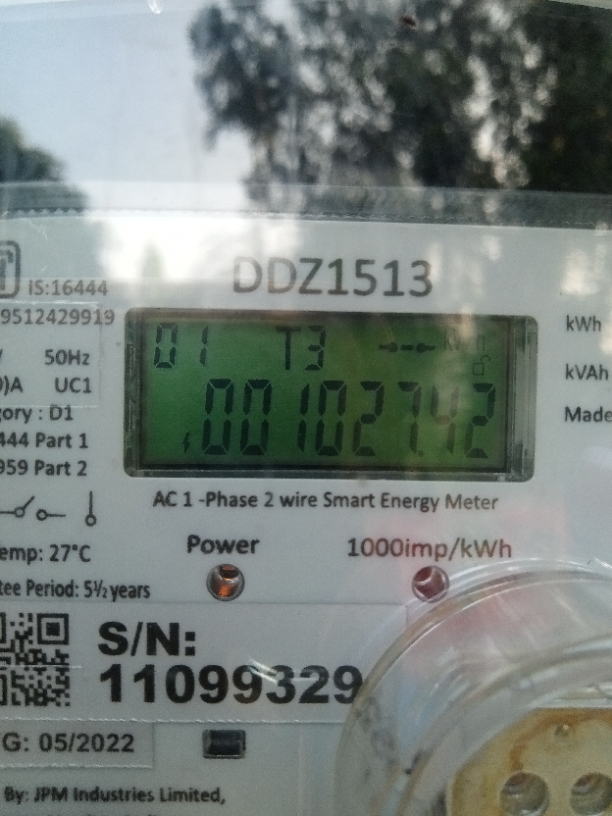 IS:16444
DDZ1513
9512429919
kWh
50Hz
01 T3
)A UC1
kVAh
gory : D1
001027.42
Made
444 Part 1
959 Part 2
AC 1 -Phase 2 wire Smart Energy Meter
emp: 27°C
Power
1000imp/kWh
tee Period: 5½ years
S/N:
11099329
G: 05/2022
By: JPM Industries Limited,